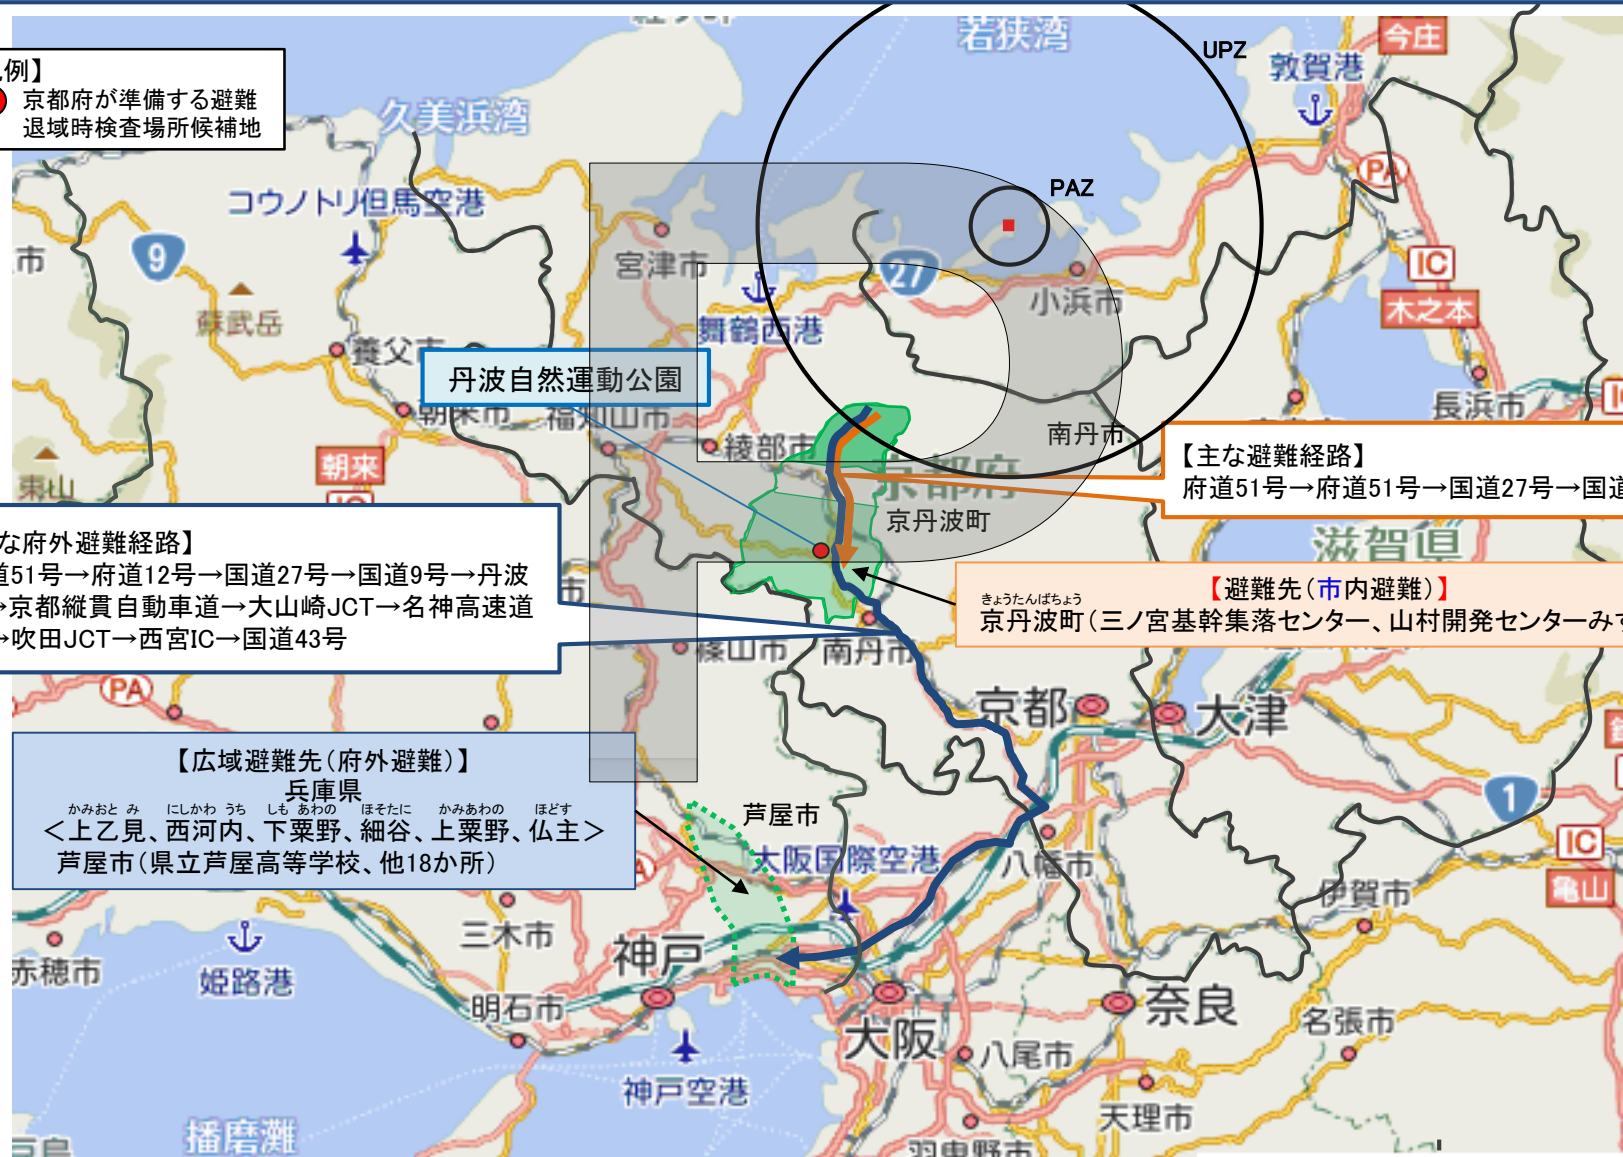 若狭湾
UPZ
今庄
敦賀港
例】
京都府が準備する避難
退域時検査場所候補地
久美浜湾
PA
PAZ
コウノトリ但馬空港
9
市
宮津市
27
IC
小浜市
木之本
蘇武岳
舞鶴西港
養父市
丹波自然運動公園
朝来市
福知山市
長浜市
南丹市
綾部市
【主な避難経路】
府道51号→府道51号→国道27号→国道
朝来
IC
東山
京都府
京丹波町
な府外避難経路】
道51号→府道12号→国道27号→国道9号→丹波
→京都縦貫自動車道→大山崎JCT→名神高速道
→吹田JCT→西宮IC→国道43号
滋賀県
市
【避難先(市内避難)】
きょうたんばちょう
京丹波町(三ノ宮基幹集落センター、山村開発センターみず
篠山市
南丹市
PA
京都
大津
【広域避難先(府外避難)】
兵庫県
かみおと み にしかわ うち しも あわの ほそたに かみあわの ほどす
<上乙見、西河内、下粟野、細谷、上粟野、仏主>
芦屋市(県立芦屋高等学校、他18か所)
芦屋市
1
大阪国際空港
八幡市
IC
伊賀市
亀山
三木市
神戸
赤穂市
姫路港
明石市
大阪
奈良
名張市
八尾市
神戸空港
天理市
播磨灘
羽曳野市